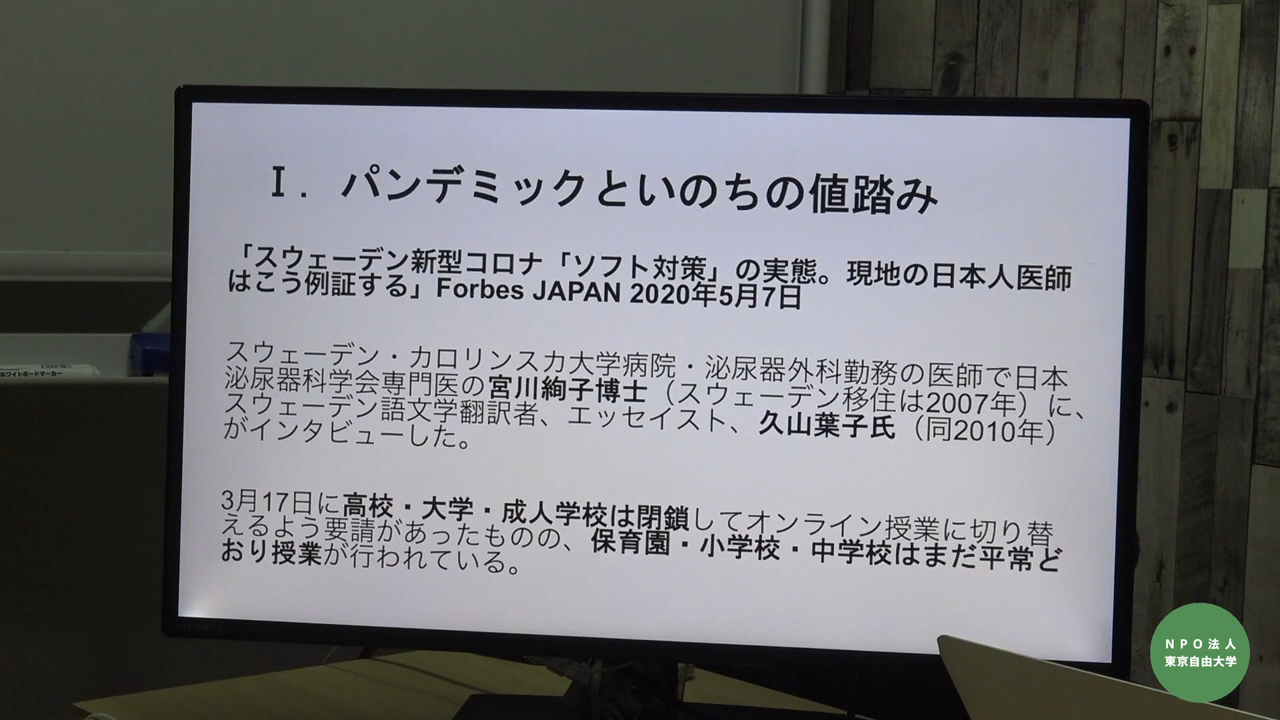 Ⅰ．パンデミックといのちの値踏み
「スウェーデン新型コロナ「ソフト対策」の実態。現地の日本人医師
はこう例証する」Forbes JAPAN 2020年5月7日
スウェーデン・カロリンスカ大学病院・泌尿器外科勤務の医師で日本
泌尿器科学会専門医の宮川絢子博士（スウェーデン移住は2007年）に、
スウェーデン語文学翻訳者、エッセイスト、久山葉子氏（同2010年）
がインタビューした。
3月17日に高校・大学・成人学校は閉鎖してオンライン授業に切り替
えるよう要請があったものの、保育園・小学校・中学校はまだ平常ど
おり授業が行われている。
ホワイトボードマーカー
NPO法人
東京自由大学